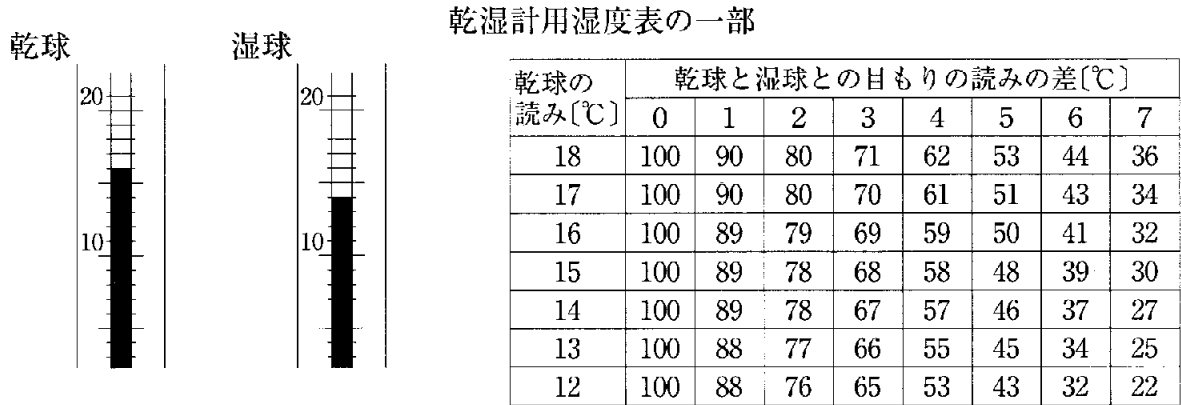 乾湿計用湿度表の一部
乾球
湿球
20
10
20
10
乾球の読み〔℃〕 乾球と湿球との目もりの読みの差〔℃〕
0 1 2 3 4 5 6 7
18 100 90 80 71 62 53 44 36
17 100 90 80 70 61 51 43 34
16 100 89 79 69 59 50 41 32
15 100 89 78 68 58 48 39 30
14 100 89 78 67 57 46 37 27
13 100 88 77 66 55 45 34 25
12 100 88 76 65 53 43 32 22